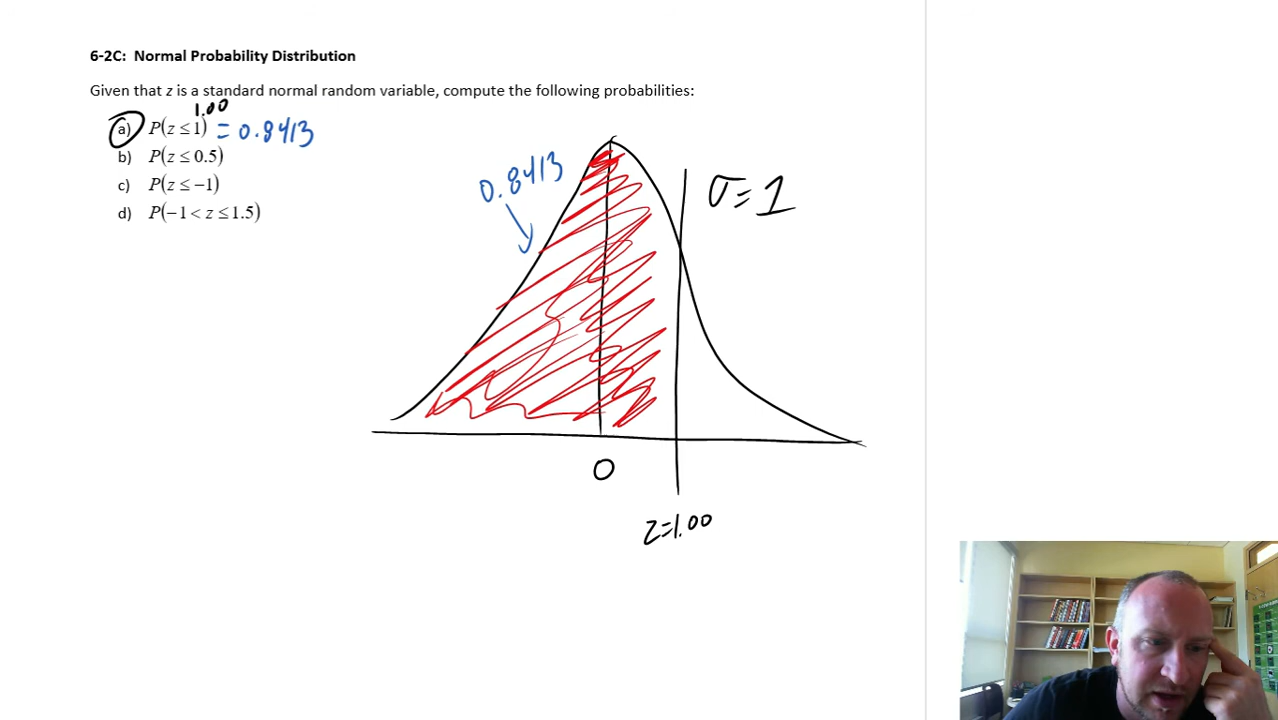 6-2C: Normal Probability Distribution
Given that z is a standard normal random variable, compute the following probabilities:
1.00
a) P(z ≤ 1) = 0.8413
b) P(z ≤ 0.5)
c) P(z ≤ −1)
d) P(−1 < z ≤ 1.5)
0.8413
σ = 1
0
z=1.00